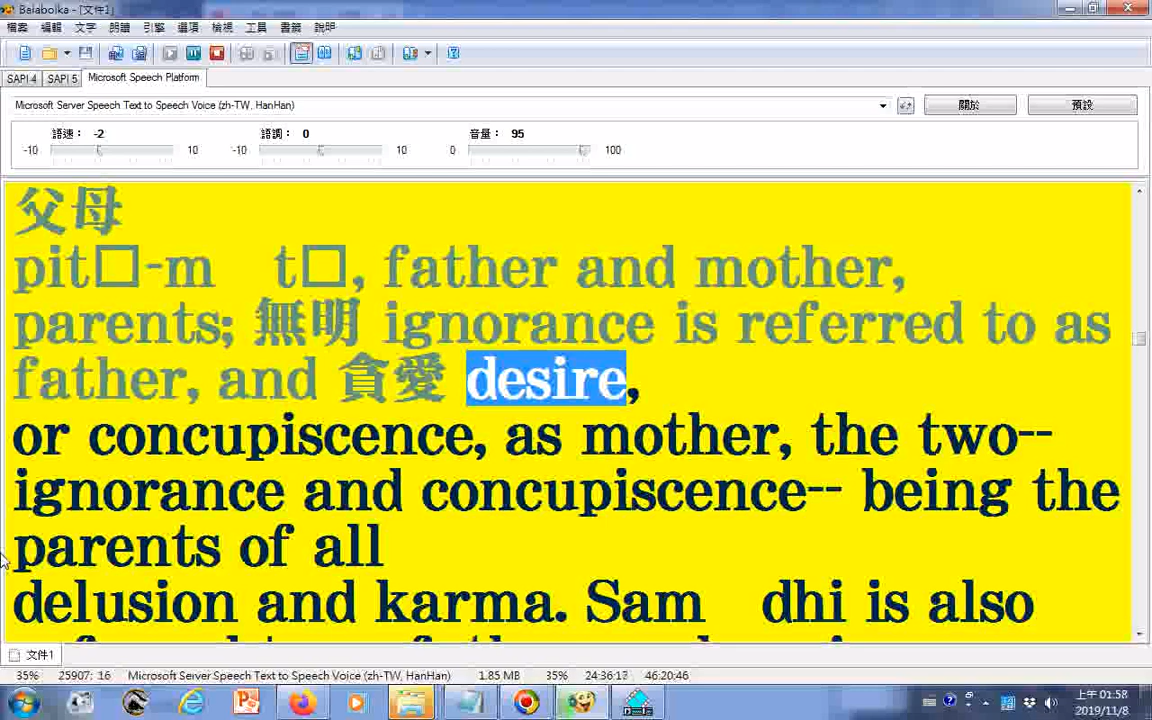 Balabolka - [文件1]
檔案 編輯 文字 朗讀 引擎 選項 檢視 工具 書籤 說明
SAPI 4 SAPI 5 Microsoft Speech Platform
Microsoft Server Speech Text to Speech Voice (zh-TW, HanHan) 關於 預設
語速： -2 語調： 0 音量： 95
-10 10 -10 10 0 100
父母
pit□-m t□, father and mother,
parents; 無明 ignorance is referred to as
father, and 貪愛 desire,
or concupiscence, as mother, the two--
ignorance and concupiscence-- being the
parents of all
delusion and karma. Sam dhi is also
文件1
35% 25907: 16 Microsoft Server Speech Text to Speech Voice (zh-TW, HanHan) 1.85 MB 35% 24:36:13 46:20:46
上午 01:58
2019/11/8